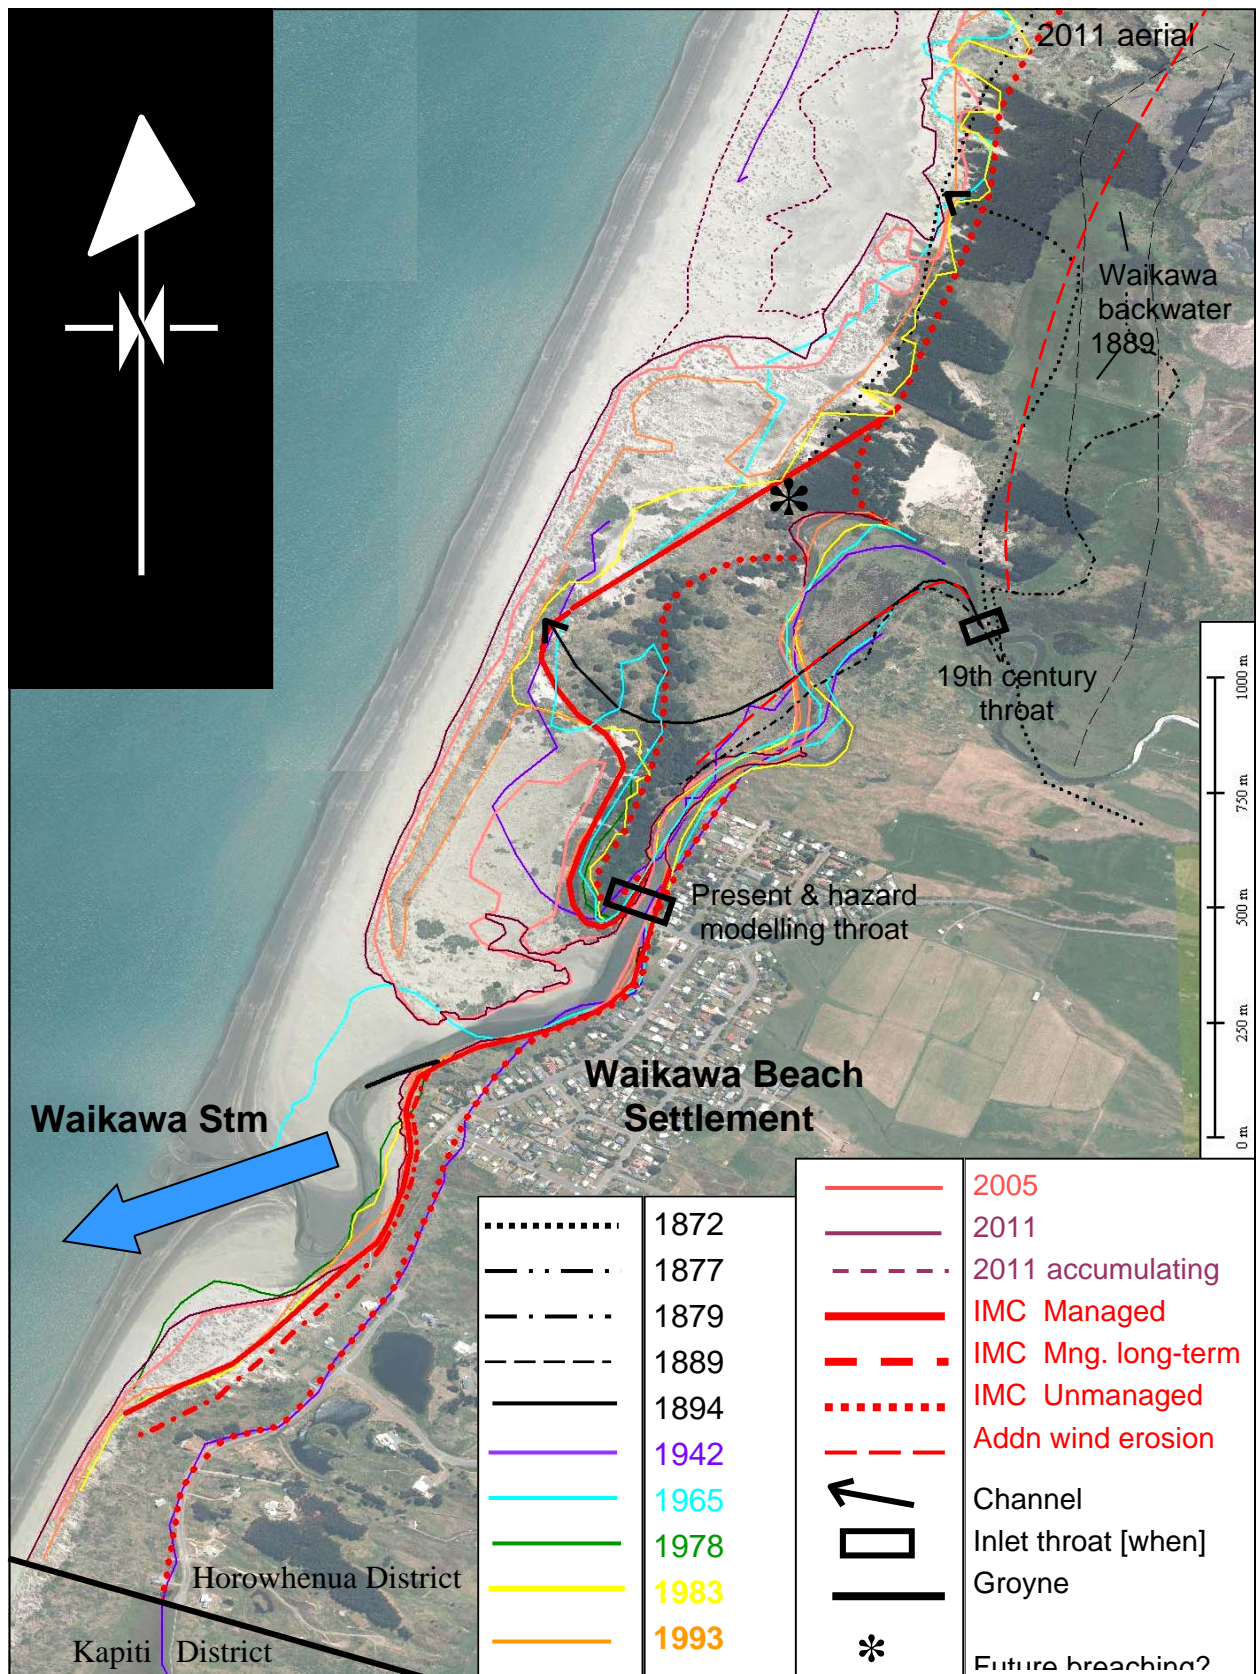 2011 aerial
Waikawa
backwater
1889
19th century
throat
1000 m
750 m
500 m
250 m
0 m
Present & hazard
modelling throat
Waikawa Beach
Settlement
Waikawa Stm
Horowhenua District
Kapiti District
1872
1877
1879
1889
1894
1942
1965
1978
1983
1993
2005
2011
2011 accumulating
IMC Managed
IMC Mng. long-term
IMC Unmanaged
Addn wind erosion
Channel
Inlet throat [when]
Groyne
Future breaching?